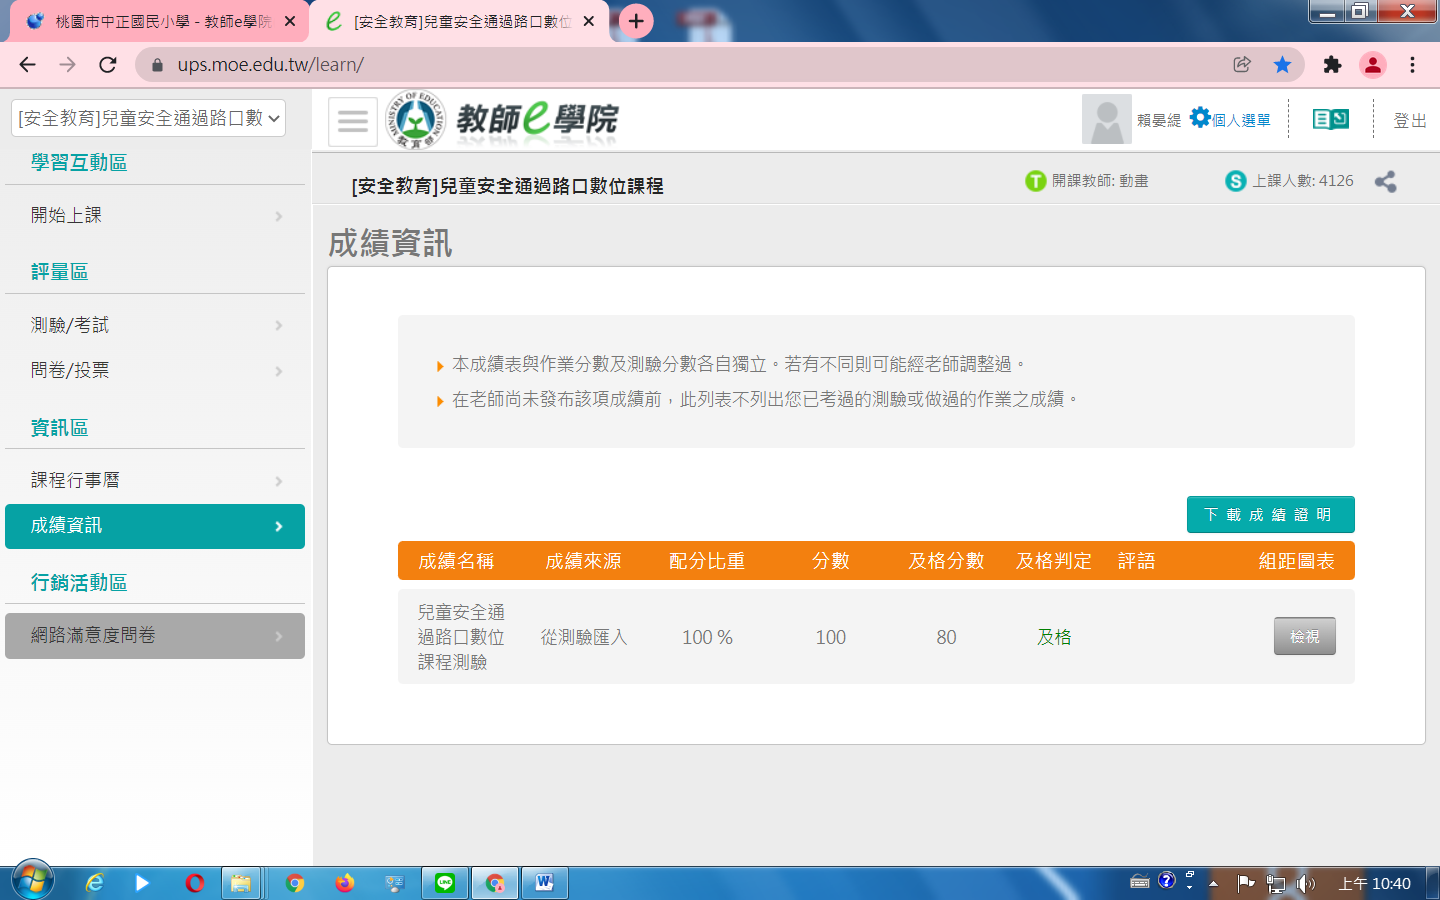 桃園市中正國民小學 - 教師e學院
[安全教育]兒童安全通過路口數位
ups.moe.edu.tw/learn/
[安全教育]兒童安全通過路口數
學習互動區
開始上課
評量區
測驗/考試
問卷/投票
資訊區
課程行事曆
成績資訊
行銷活動區
網路滿意度問卷
MINISTRY OF EDUCATION
教育部
教師e學院
賴晏緹
個人選單
登出
[安全教育]兒童安全通過路口數位課程
T 開課教師: 動畫
S 上課人數: 4126
成績資訊
本成績表與作業分數及測驗分數各自獨立。若有不同則可能經老師調整過。
在老師尚未發布該項成績前，此列表不列出您已考過的測驗或做過的作業之成績。
下載成績證明
成績名稱 成績來源 配分比重 分數 及格分數 及格判定 評語 組距圖表
兒童安全通
過路口數位
課程測驗
從測驗匯入 100 % 100 80 及格 檢視
上午 10:40